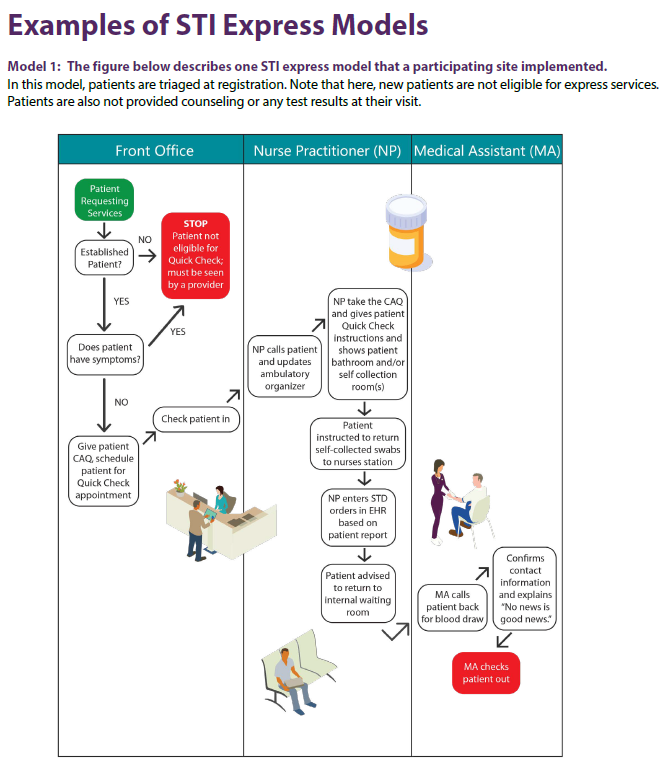 Examples of STI Express Models
Model 1:  The figure below describes one STI express model that a participating site implemented.
In this model, patients are triaged at registration. Note that here, new patients are not eligible for express services.
Patients are also not provided counseling or any test results at their visit.
Front Office
Nurse Practitioner (NP)
Medical Assistant (MA)
Patient
Requesting
Services
Established
Patient?
NO
STOP
Patient not
eligible for
Quick Check;
must be seen
by a provider
YES
Does patient
have symptoms?
YES
NO
Give patient
CAQ, schedule
patient for
Quick Check
appointment
Check patient in
NP calls patient
and updates
ambulatory
organizer
NP take the CAQ
and gives patient
Quick Check
instructions and
shows patient
bathroom and/or
self collection
room(s)
Patient
instructed to return
self-collected swabs
to nurses station
NP enters STD
orders in EHR
based on
patient report
Patient advised
to return to
internal waiting
room
MA calls
patient back
for blood draw
Confirms
contact
information
and explains
"No news is
good news."
MA checks
patient out